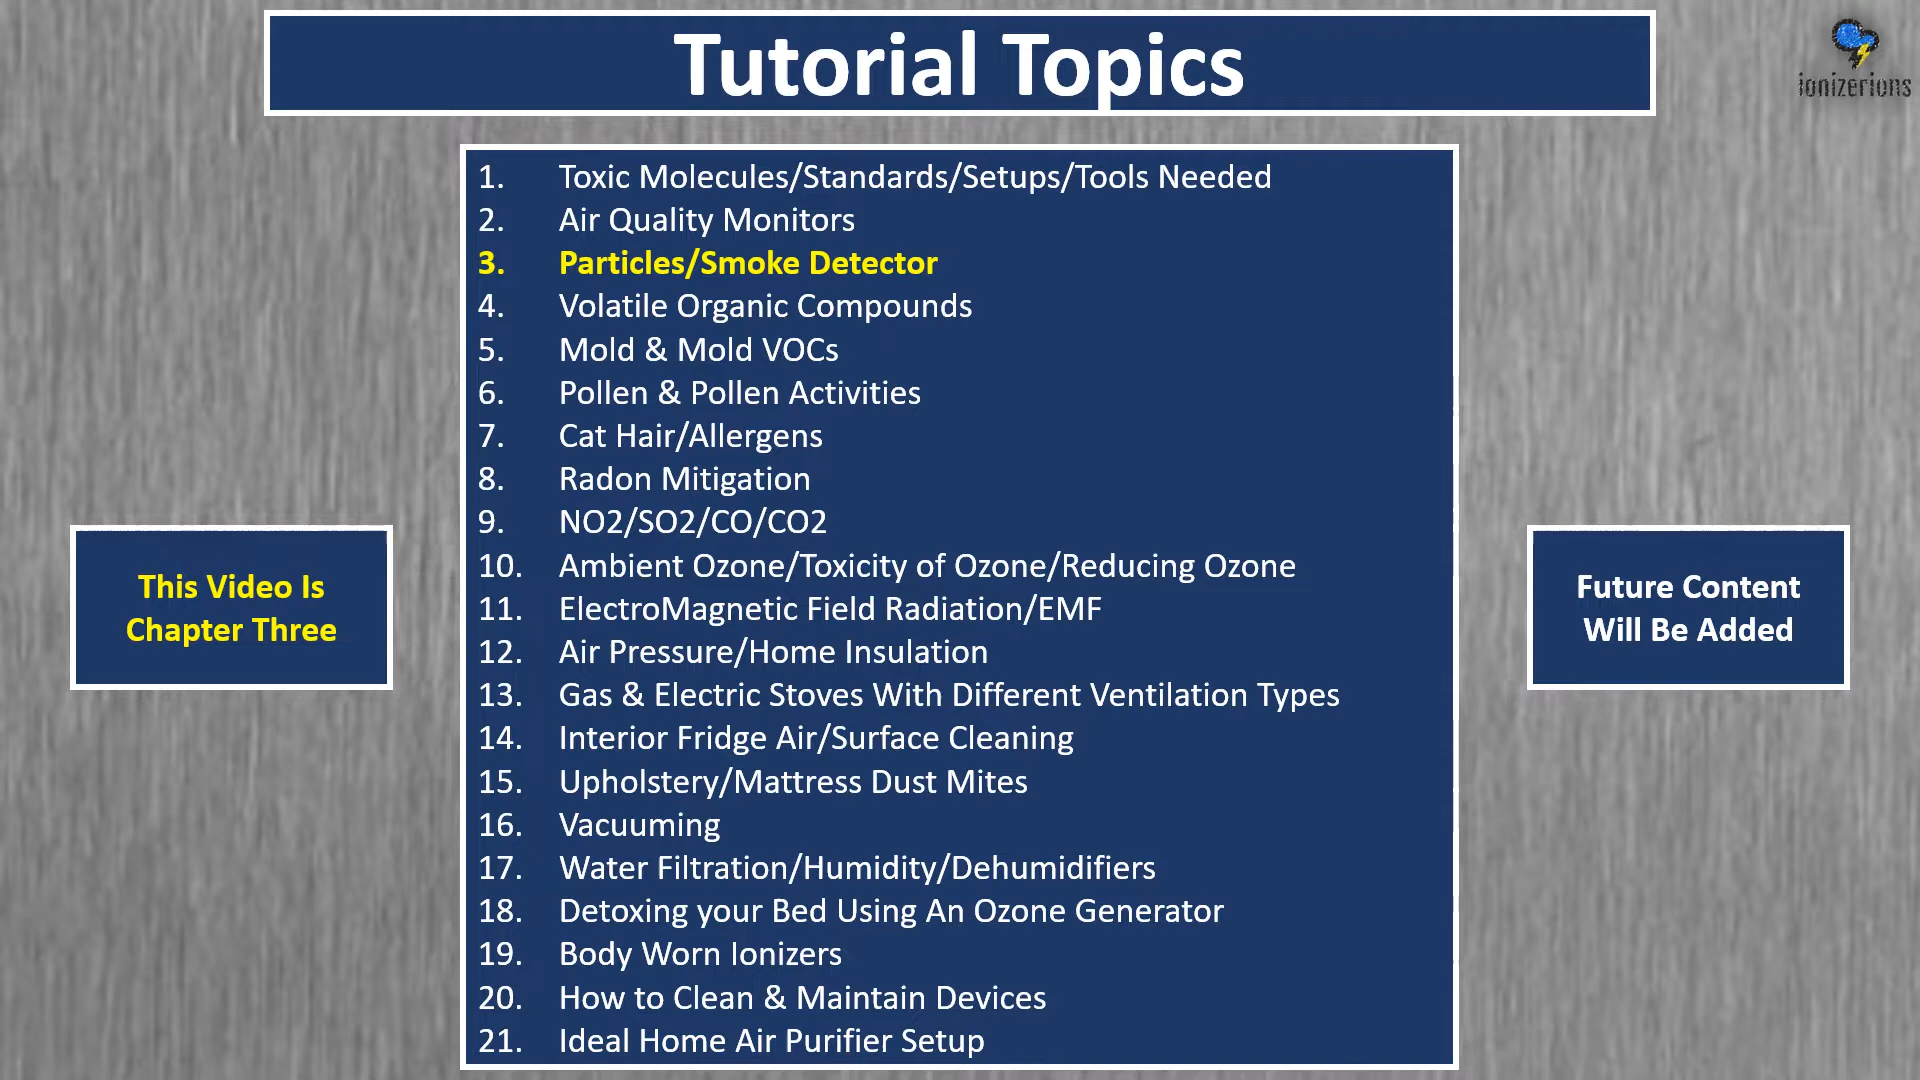 Tutorial Topics
ionizerions
1. Toxic Molecules/Standards/Setups/Tools Needed
2. Air Quality Monitors
3. Particles/Smoke Detector
4. Volatile Organic Compounds
5. Mold & Mold VOCs
6. Pollen & Pollen Activities
7. Cat Hair/Allergens
8. Radon Mitigation
9. NO2/SO2/CO/CO2
10. Ambient Ozone/Toxicity of Ozone/Reducing Ozone
11. ElectroMagnetic Field Radiation/EMF
12. Air Pressure/Home Insulation
13. Gas & Electric Stoves With Different Ventilation Types
14. Interior Fridge Air/Surface Cleaning
15. Upholstery/Mattress Dust Mites
16. Vacuuming
17. Water Filtration/Humidity/Dehumidifiers
18. Detoxing your Bed Using An Ozone Generator
19. Body Worn Ionizers
20. How to Clean & Maintain Devices
21. Ideal Home Air Purifier Setup
This Video Is
Chapter Three
Future Content
Will Be Added